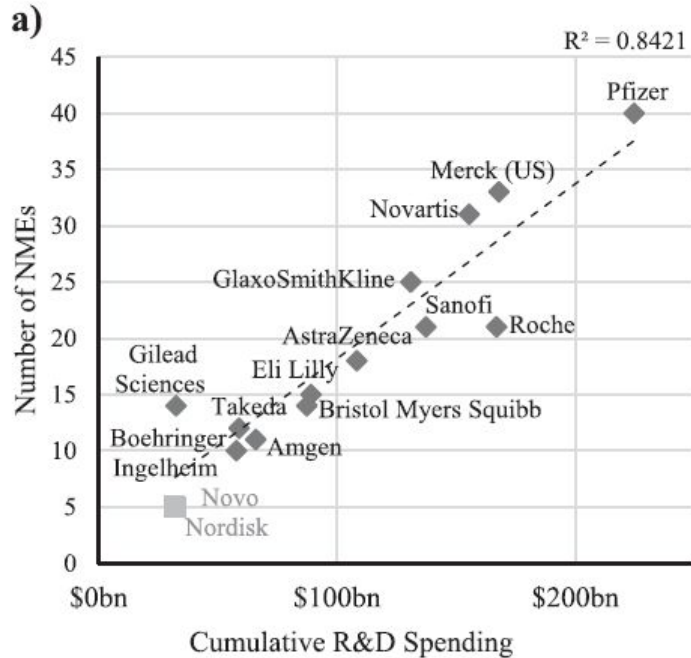 a)
R² = 0.8421
45
40
35
30
25
20
15
10
5
0
Number of NMEs
Pfizer
Merck (US)
Novartis
GlaxoSmithKline
Sanofi
Roche
AstraZeneca
Gilead
Sciences
Eli Lilly
Takeda
Bristol Myers Squibb
Boehringer
Ingelheim
Amgen
Novo
Nordisk
$0bn
$100bn
$200bn
Cumulative R&D Spending